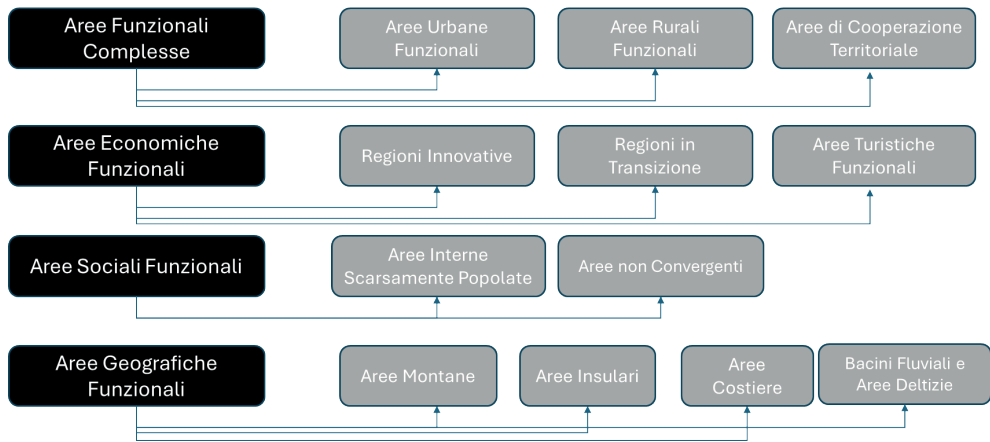 Aree Funzionali
Complesse
Aree Urbane
Funzionali
Aree Rurali
Funzionali
Aree di Cooperazione
Territoriale
Aree Economiche
Funzionali
Regioni Innovative
Regioni in
Transizione
Aree Turistiche
Funzionali
Aree Sociali Funzionali
Aree Interne
Scarsamente Popolate
Aree non Convergenti
Aree Geografiche
Funzionali
Aree Montane
Aree Insulari
Aree
Costiere
Bacini Fluviali e
Aree Deltizie